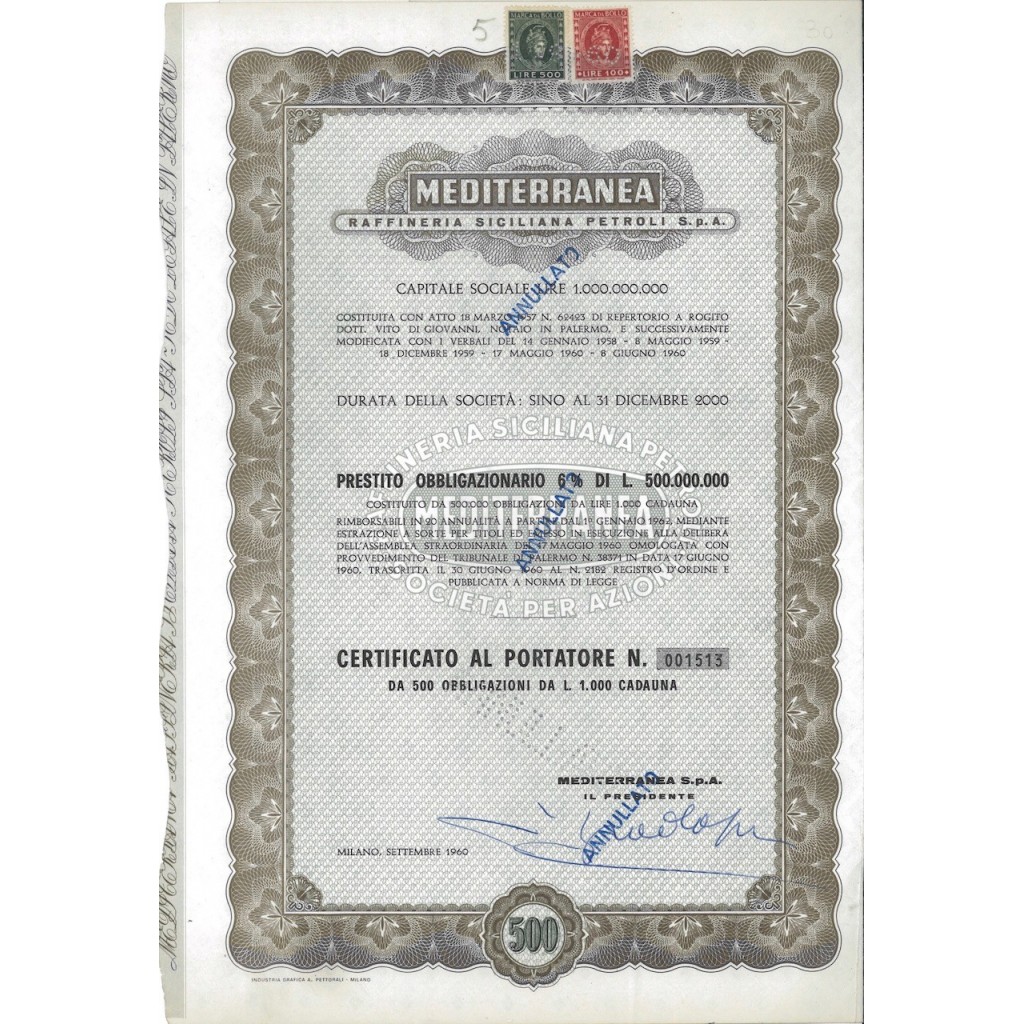 5
MARCA DA BOLLO
LIRE 500
MARCA DA BOLLO
LIRE 100
MEDITERRANEA
RAFFINERIA SICILIANA PETROLI S.p.A.
CAPITALE SOCIALE LIRE 1.000.000.000
COSTITUITA CON ATTO 18 MARZO 1957 N. 62423 DI REPERTORIO A ROGITO
DOTT. VITO DI GIOVANNI, NOTAIO IN PALERMO, E SUCCESSIVAMENTE
MODIFICATA CON I VERBALI DEL 14 GENNAIO 1958 - 8 MAGGIO 1959 -
18 DICEMBRE 1959 - 17 MAGGIO 1960 - 8 GIUGNO 1960
ANNULLATO
DURATA DELLA SOCIETÀ: SINO AL 31 DICEMBRE 2000
PRESTITO OBBLIGAZIONARIO 6% DI L. 500.000.000
COSTITUITO DA 500.000 OBBLIGAZIONI DA LIRE 1.000 CADAUNA
RIMBORSABILI IN 20 ANNUALITÀ A PARTIRE DAL 1° GENNAIO 1962, MEDIANTE
ESTRAZIONE A SORTE PER TITOLI ED EMESSO IN ESECUZIONE ALLA DELIBERA
DELL'ASSEMBLEA STRAORDINARIA DEL 17 MAGGIO 1960 OMOLOGATA CON
PROVVEDIMENTO DEL TRIBUNALE DI PALERMO N. 38371 IN DATA 17 GIUGNO
1960, TRASCRITTA IL 30 GIUGNO 1960 AL N. 2182 REGISTRO D'ORDINE E
PUBBLICATA A NORMA DI LEGGE
MEDITERRANEA
SOCIETÀ PER AZIONI
ANNULLATO
CERTIFICATO AL PORTATORE N. 001513
DA 500 OBBLIGAZIONI DA L. 1.000 CADAUNA
MEDITERRANEA S.p.A.
IL PRESIDENTE
ANNULLATO
MILANO, SETTEMBRE 1960
500
INDUSTRIA GRAFICA A. PETTORALI - MILANO